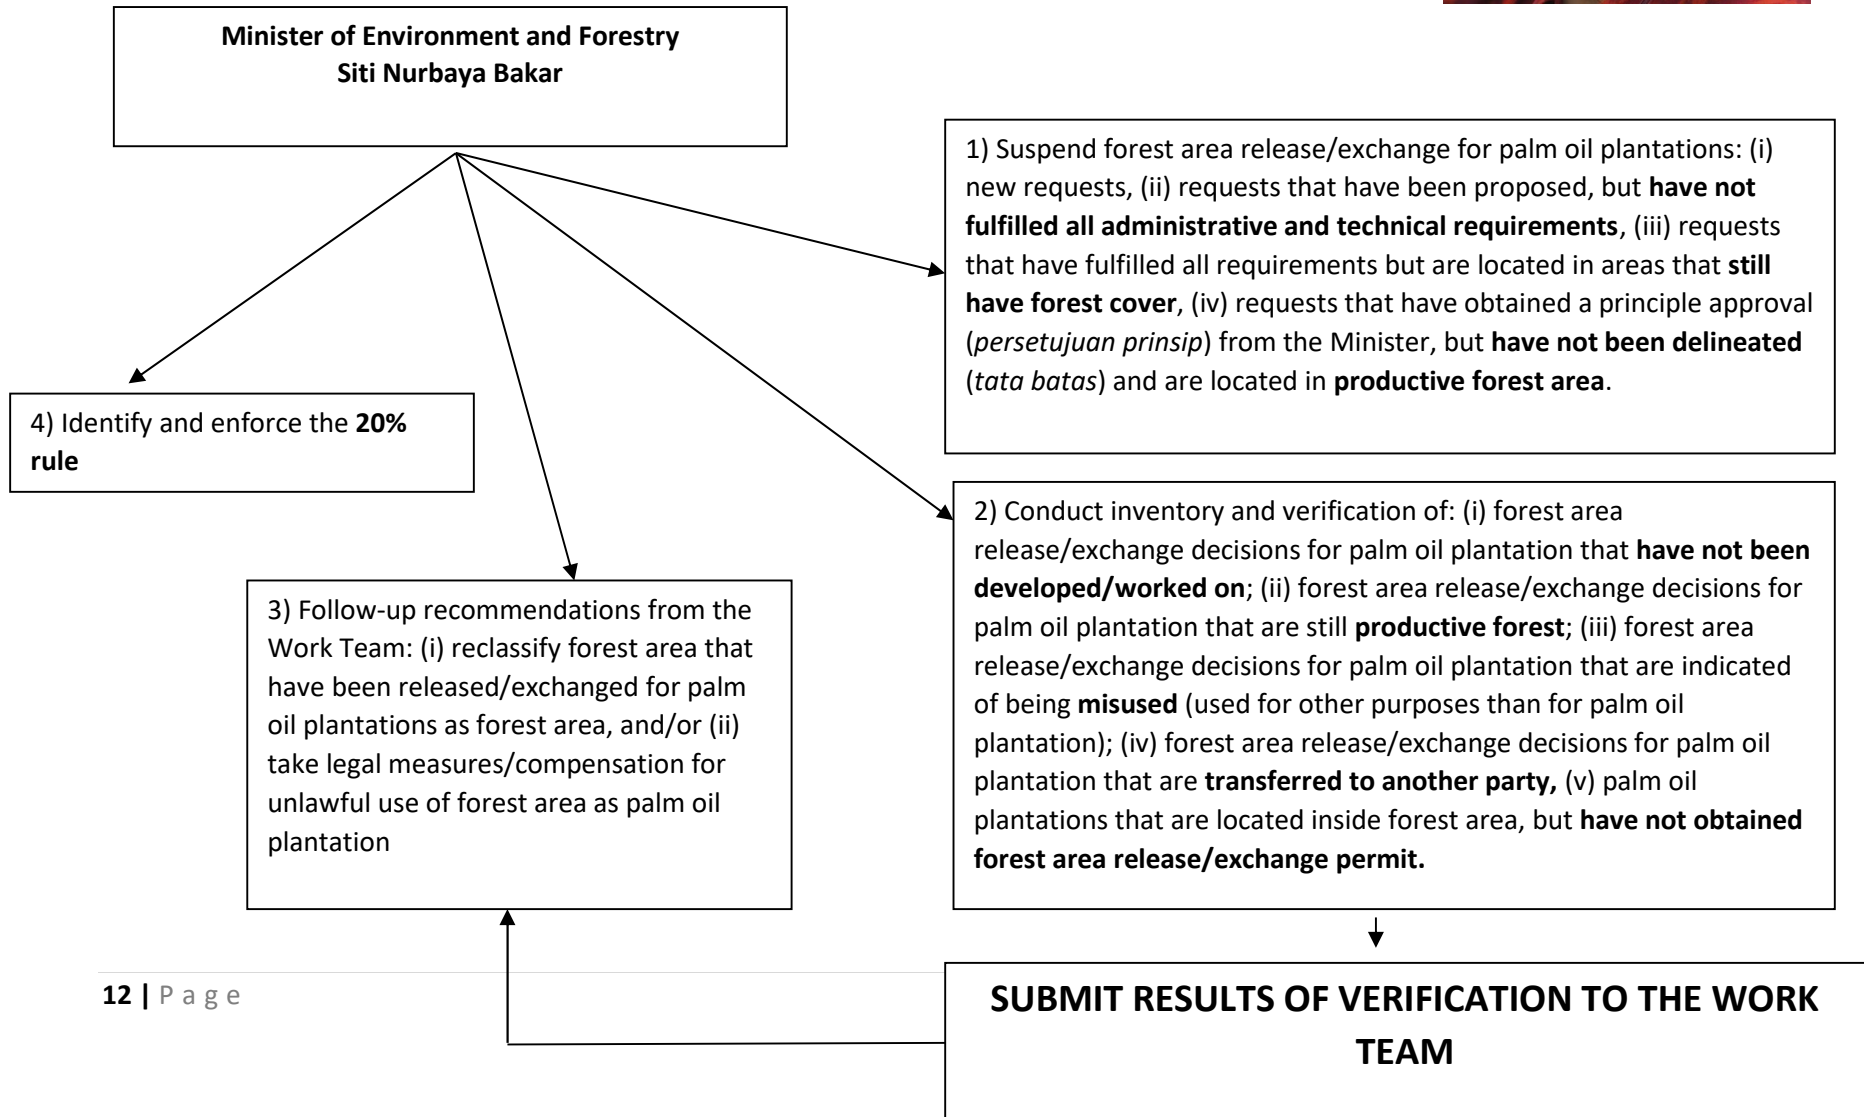 Minister of Environment and Forestry
Siti Nurbaya Bakar
1) Suspend forest area release/exchange for palm oil plantations: (i)
new requests, (ii) requests that have been proposed, but have not
fulfilled all administrative and technical requirements, (iii) requests
that have fulfilled all requirements but are located in areas that still
have forest cover, (iv) requests that have obtained a principle approval
(persetujuan prinsip) from the Minister, but have not been delineated
(tata batas) and are located in productive forest area.
4) Identify and enforce the 20%
rule
2) Conduct inventory and verification of: (i) forest area
release/exchange decisions for palm oil plantation that have not been
developed/worked on; (ii) forest area release/exchange decisions for
palm oil plantation that are still productive forest; (iii) forest area
release/exchange decisions for palm oil plantation that are indicated
of being misused (used for other purposes than for palm oil
plantation); (iv) forest area release/exchange decisions for palm oil
plantation that are transferred to another party, (v) palm oil
plantations that are located inside forest area, but have not obtained
forest area release/exchange permit.
3) Follow-up recommendations from the
Work Team: (i) reclassify forest area that
have been released/exchanged for palm
oil plantations as forest area, and/or (ii)
take legal measures/compensation for
unlawful use of forest area as palm oil
plantation
SUBMIT RESULTS OF VERIFICATION TO THE WORK
TEAM
12 | Page